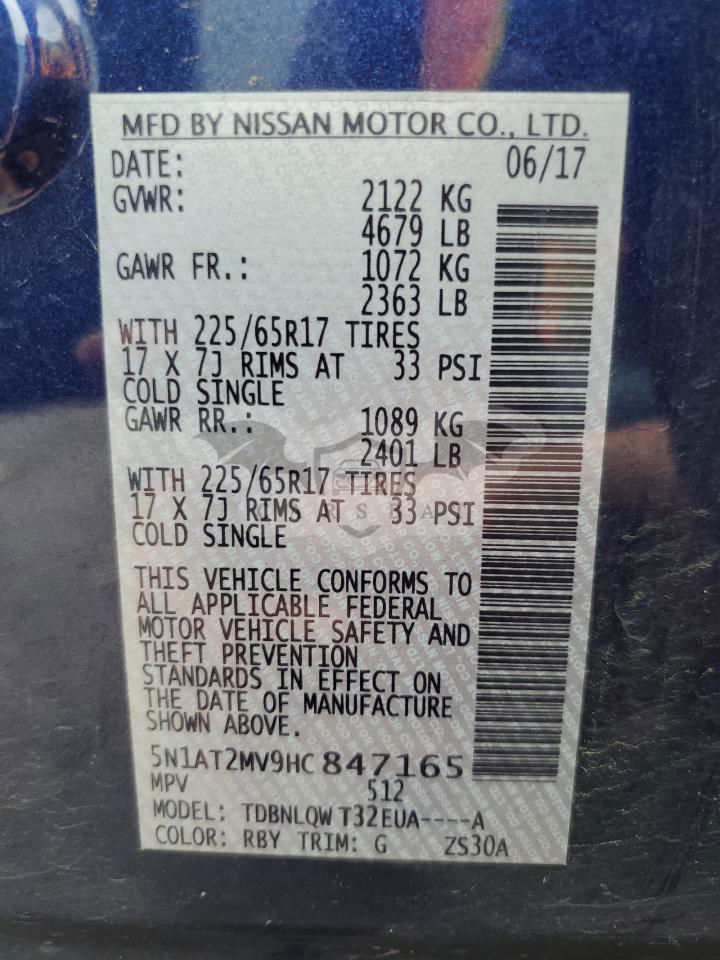 MFD BY NISSAN MOTOR CO., LTD.
DATE: 06/17
GVWR: 2122 KG
4679 LB
GAWR FR.: 1072 KG
2363 LB
WITH 225/65R17 TIRES
17 X 7J RIMS AT 33 PSI
COLD SINGLE
GAWR RR.: 1089 KG
2401 LB
WITH 225/65R17 TIRES
17 X 7J RIMS AT 33 PSI
COLD SINGLE
THIS VEHICLE CONFORMS TO
ALL APPLICABLE FEDERAL
MOTOR VEHICLE SAFETY AND
THEFT PREVENTION
STANDARDS IN EFFECT ON
THE DATE OF MANUFACTURE
SHOWN ABOVE.
5N1AT2MV9HC 847165
MPV 512
MODEL: TDBNLQW T32EUA----A
COLOR: RBY TRIM: G ZS30A